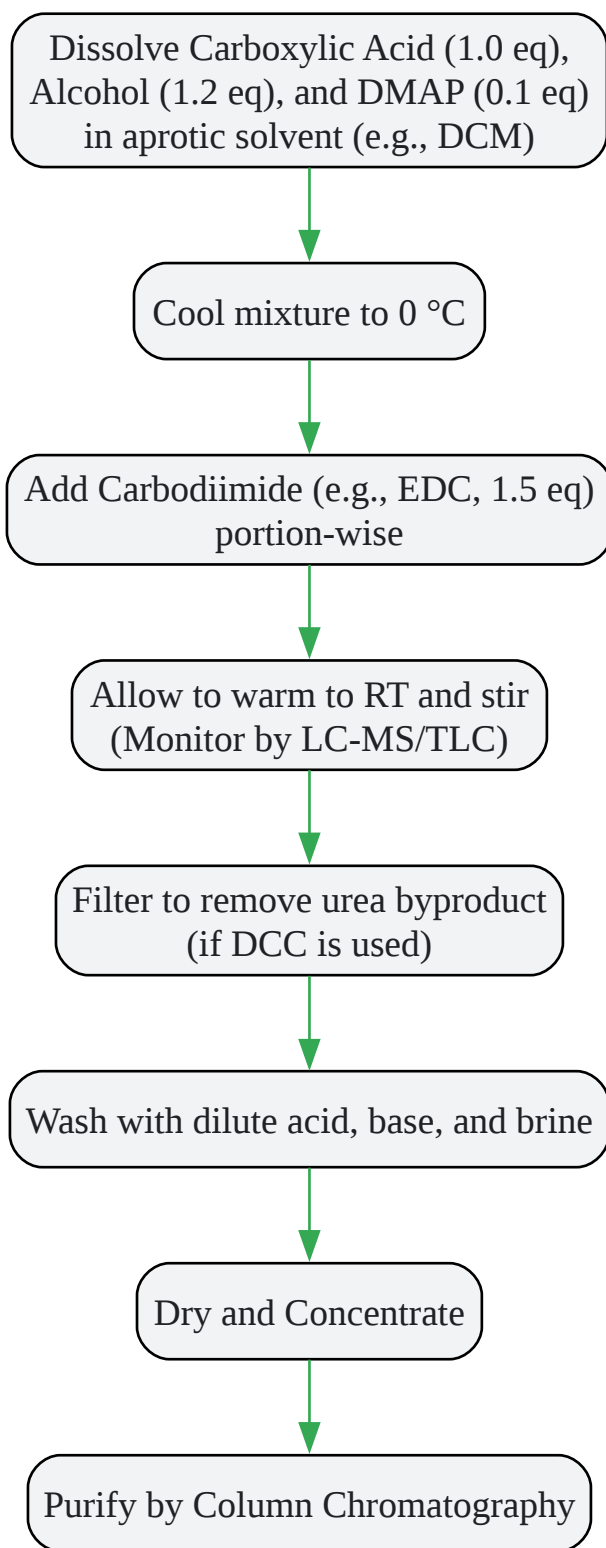 Dissolve Carboxylic Acid (1.0 eq),
Alcohol (1.2 eq), and DMAP (0.1 eq)
in aprotic solvent (e.g., DCM)
Cool mixture to 0 °C
Add Carbodiimide (e.g., EDC, 1.5 eq)
portion-wise
Allow to warm to RT and stir
(Monitor by LC-MS/TLC)
Filter to remove urea byproduct
(if DCC is used)
Wash with dilute acid, base, and brine
Dry and Concentrate
Purify by Column Chromatography